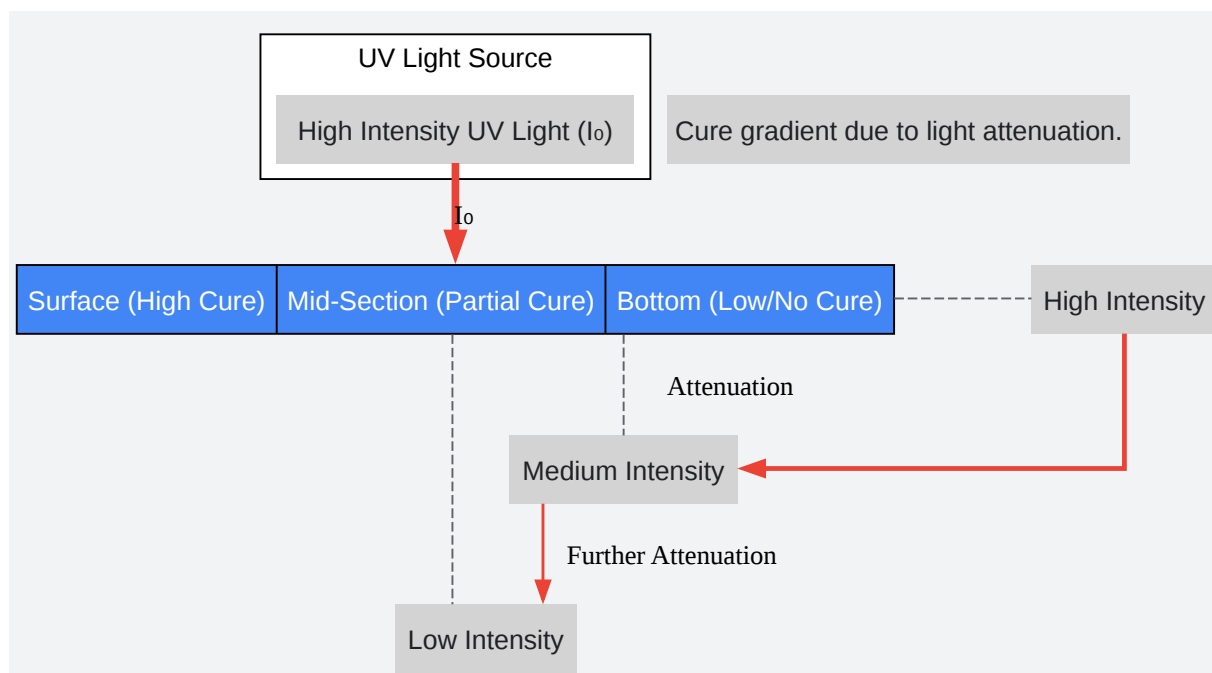 UV Light Source
High Intensity UV Light (I₀)
Cure gradient due to light attenuation.
I₀
Surface (High Cure)
Mid-Section (Partial Cure)
Bottom (Low/No Cure)
High Intensity
Attenuation
Medium Intensity
Further Attenuation
Low Intensity